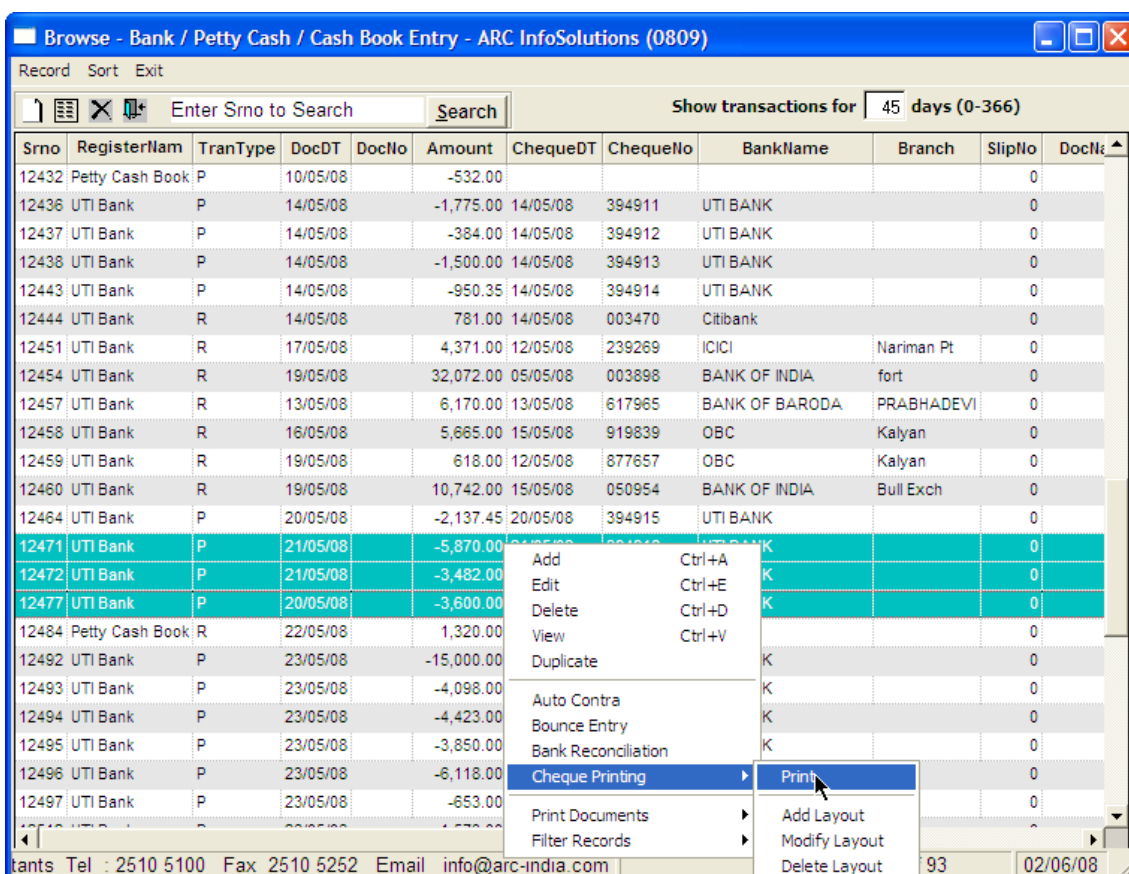 Browse - Bank / Petty Cash / Cash Book Entry - ARC InfoSolutions (0809)
Record Sort Exit
Enter Srno to Search Search Show transactions for 45 days (0-366)
Srno RegisterNam TranType DocDT DocNo Amount ChequeDT ChequeNo BankName Branch SlipNo DocNa
12432 Petty Cash Book P 10/05/08 -532.00 0
12436 UTI Bank P 14/05/08 -1,775.00 14/05/08 394911 UTI BANK 0
12437 UTI Bank P 14/05/08 -384.00 14/05/08 394912 UTI BANK 0
12438 UTI Bank P 14/05/08 -1,500.00 14/05/08 394913 UTI BANK 0
12443 UTI Bank P 14/05/08 -950.35 14/05/08 394914 UTI BANK 0
12444 UTI Bank R 14/05/08 781.00 14/05/08 003470 Citibank 0
12451 UTI Bank R 17/05/08 4,371.00 12/05/08 239269 ICICI Nariman Pt 0
12454 UTI Bank R 19/05/08 32,072.00 05/05/08 003898 BANK OF INDIA fort 0
12457 UTI Bank R 13/05/08 6,170.00 13/05/08 617965 BANK OF BARODA PRABHADEVI 0
12458 UTI Bank R 16/05/08 5,665.00 15/05/08 919839 OBC Kalyan 0
12459 UTI Bank R 19/05/08 618.00 12/05/08 877657 OBC Kalyan 0
12460 UTI Bank R 19/05/08 10,742.00 15/05/08 050954 BANK OF INDIA Bull Exch 0
12464 UTI Bank P 20/05/08 -2,137.45 20/05/08 394915 UTI BANK 0
12471 UTI Bank P 21/05/08 -5,870.00 K 0
12472 UTI Bank P 21/05/08 -3,482.00 K 0
12477 UTI Bank P 20/05/08 -3,600.00 K 0
12484 Petty Cash Book R 22/05/08 1,320.00 0
12492 UTI Bank P 23/05/08 -15,000.00 K 0
12493 UTI Bank P 23/05/08 -4,098.00 K 0
12494 UTI Bank P 23/05/08 -4,423.00 K 0
12495 UTI Bank P 23/05/08 -3,850.00 K 0
12496 UTI Bank P 23/05/08 -6,118.00 0
12497 UTI Bank P 23/05/08 -653.00 0
Add Ctrl+A
Edit Ctrl+E
Delete Ctrl+D
View Ctrl+V
Duplicate
Auto Contra
Bounce Entry
Bank Reconciliation
Cheque Printing
Print Documents
Filter Records
Print
Add Layout
Modify Layout
Delete Layout
tants Tel : 2510 5100 Fax 2510 5252 Email info@arc-india.com 93 02/06/08